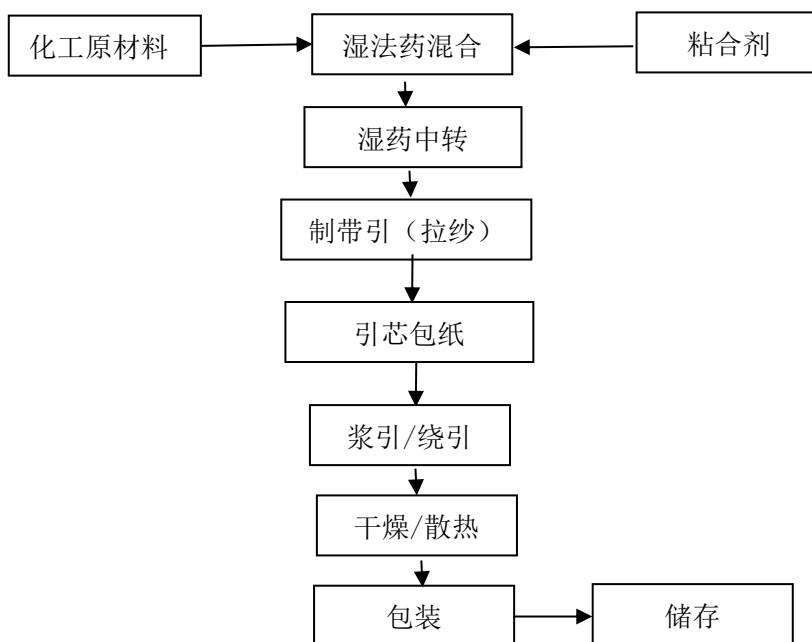 化工原材料
湿法药混合
粘合剂
湿药中转
制带引（拉纱）
引芯包纸
浆引/绕引
干燥/散热
包装
储存